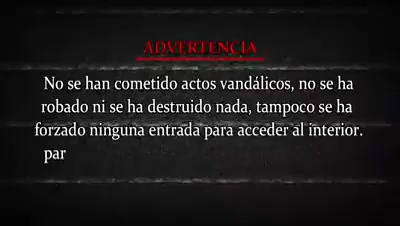 ADVERTENCIA
No se han cometido actos vandálicos, no se ha
robado ni se ha destruido nada, tampoco se ha
forzado ninguna entrada para acceder al interior.
par